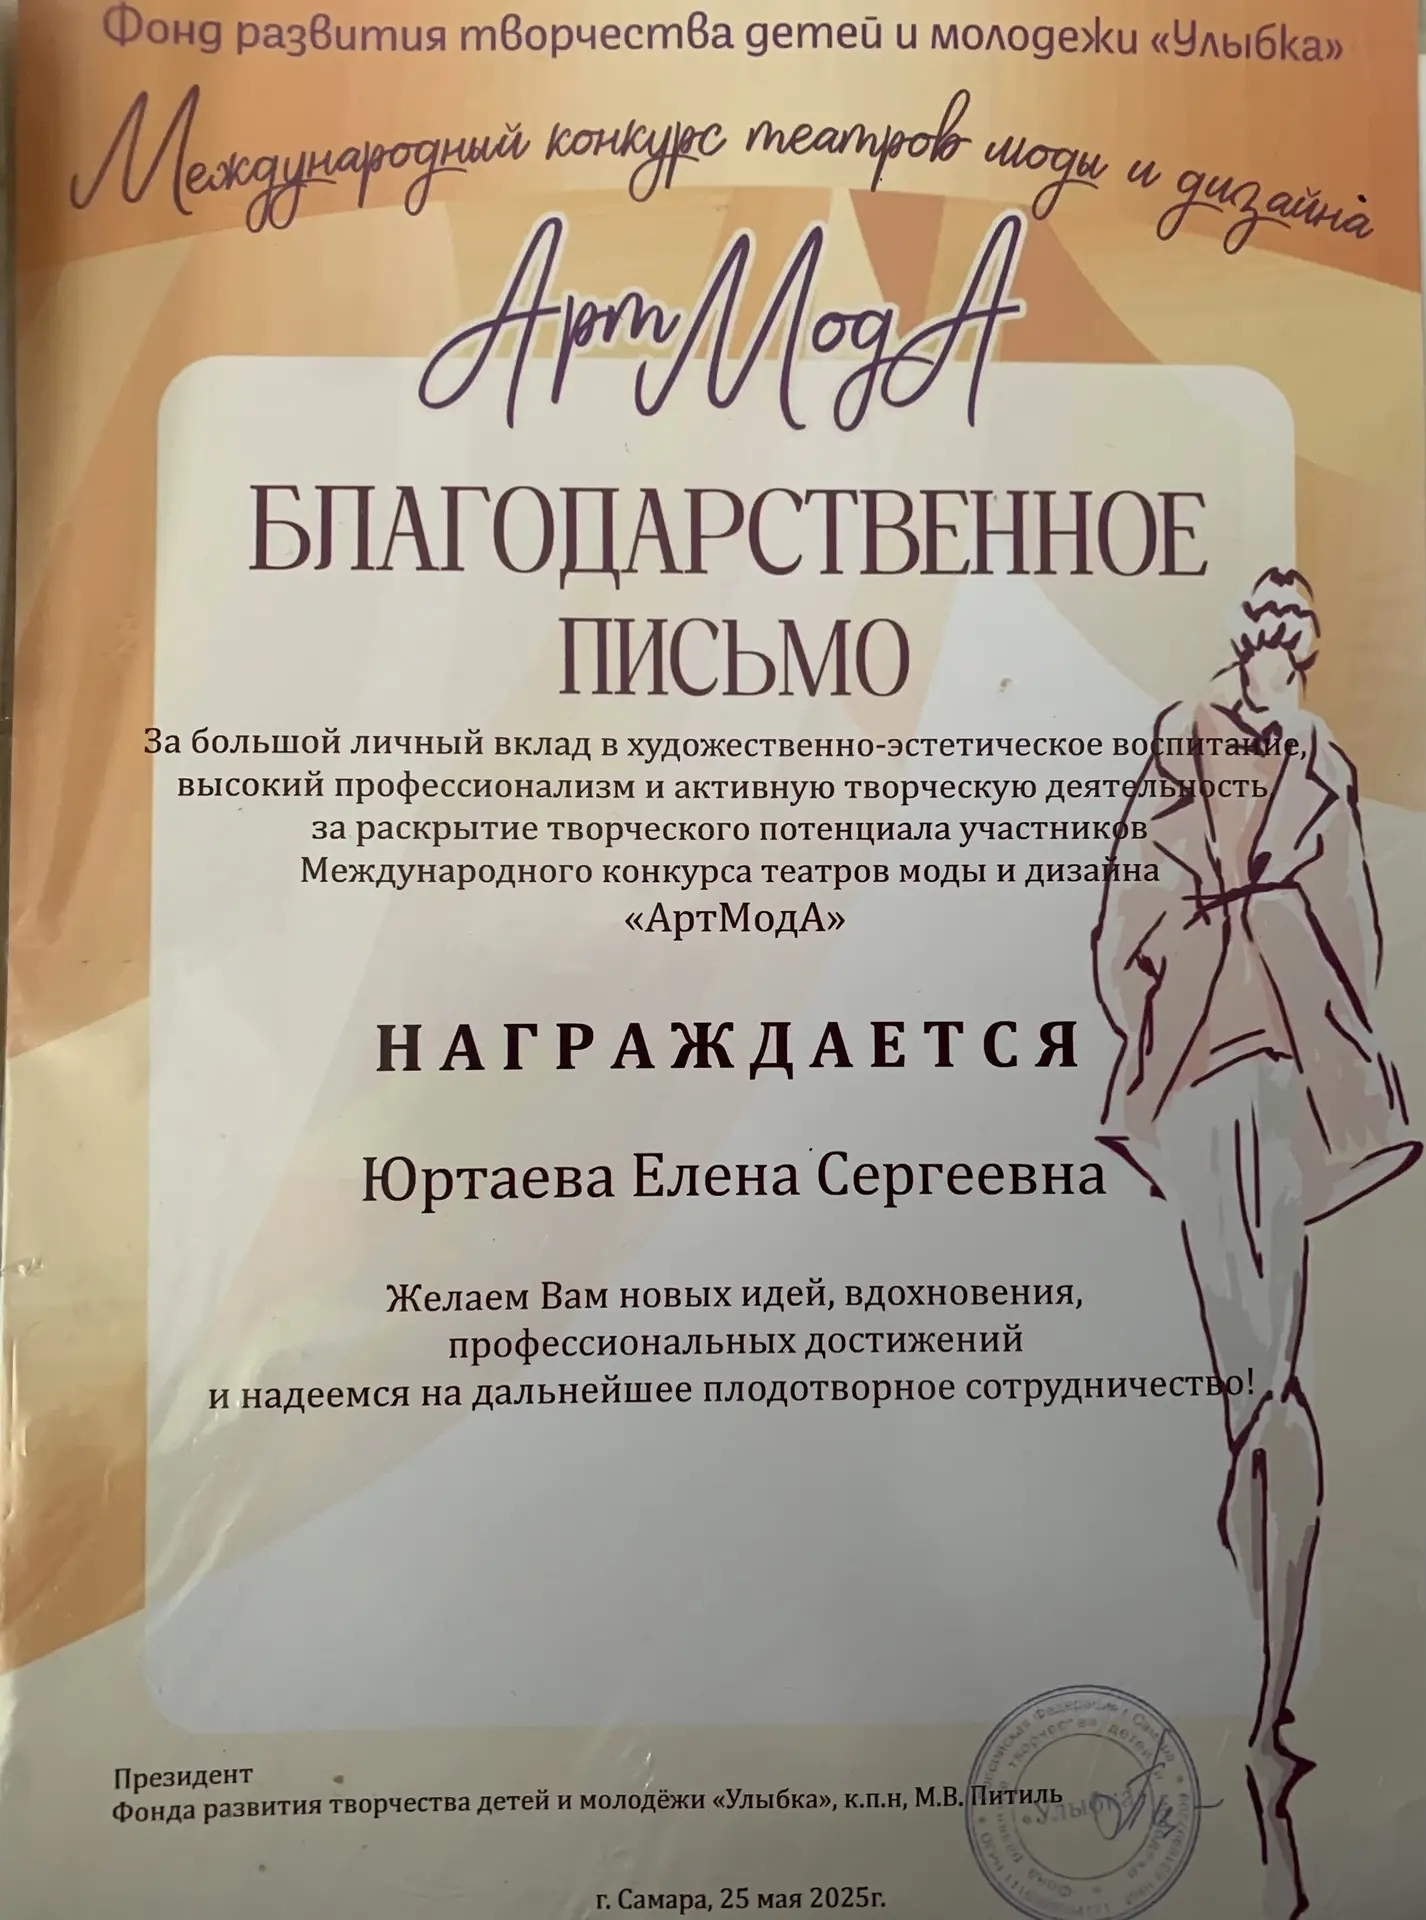 Фонд развития творчества детей и молодежи «Улыбка»
Международный конкурс театров моды и дизайна
АртМодА
БЛАГОДАРСТВЕННОЕ
ПИСЬМО
За большой личный вклад в художественно-эстетическое воспитание,
высокий профессионализм и активную творческую деятельность
за раскрытие творческого потенциала участников
Международного конкурса театров моды и дизайна
«АртМодА»
НАГРАЖДАЕТСЯ
Юртаева Елена Сергеевна
Желаем Вам новых идей, вдохновения,
профессиональных достижений
и надеемся на дальнейшее плодотворное сотрудничество!
Президент
Фонда развития творчества детей и молодёжи «Улыбка», к.п.н, М.В. Питиль
«Улыбка»
г. Самара, 25 мая 2025г.